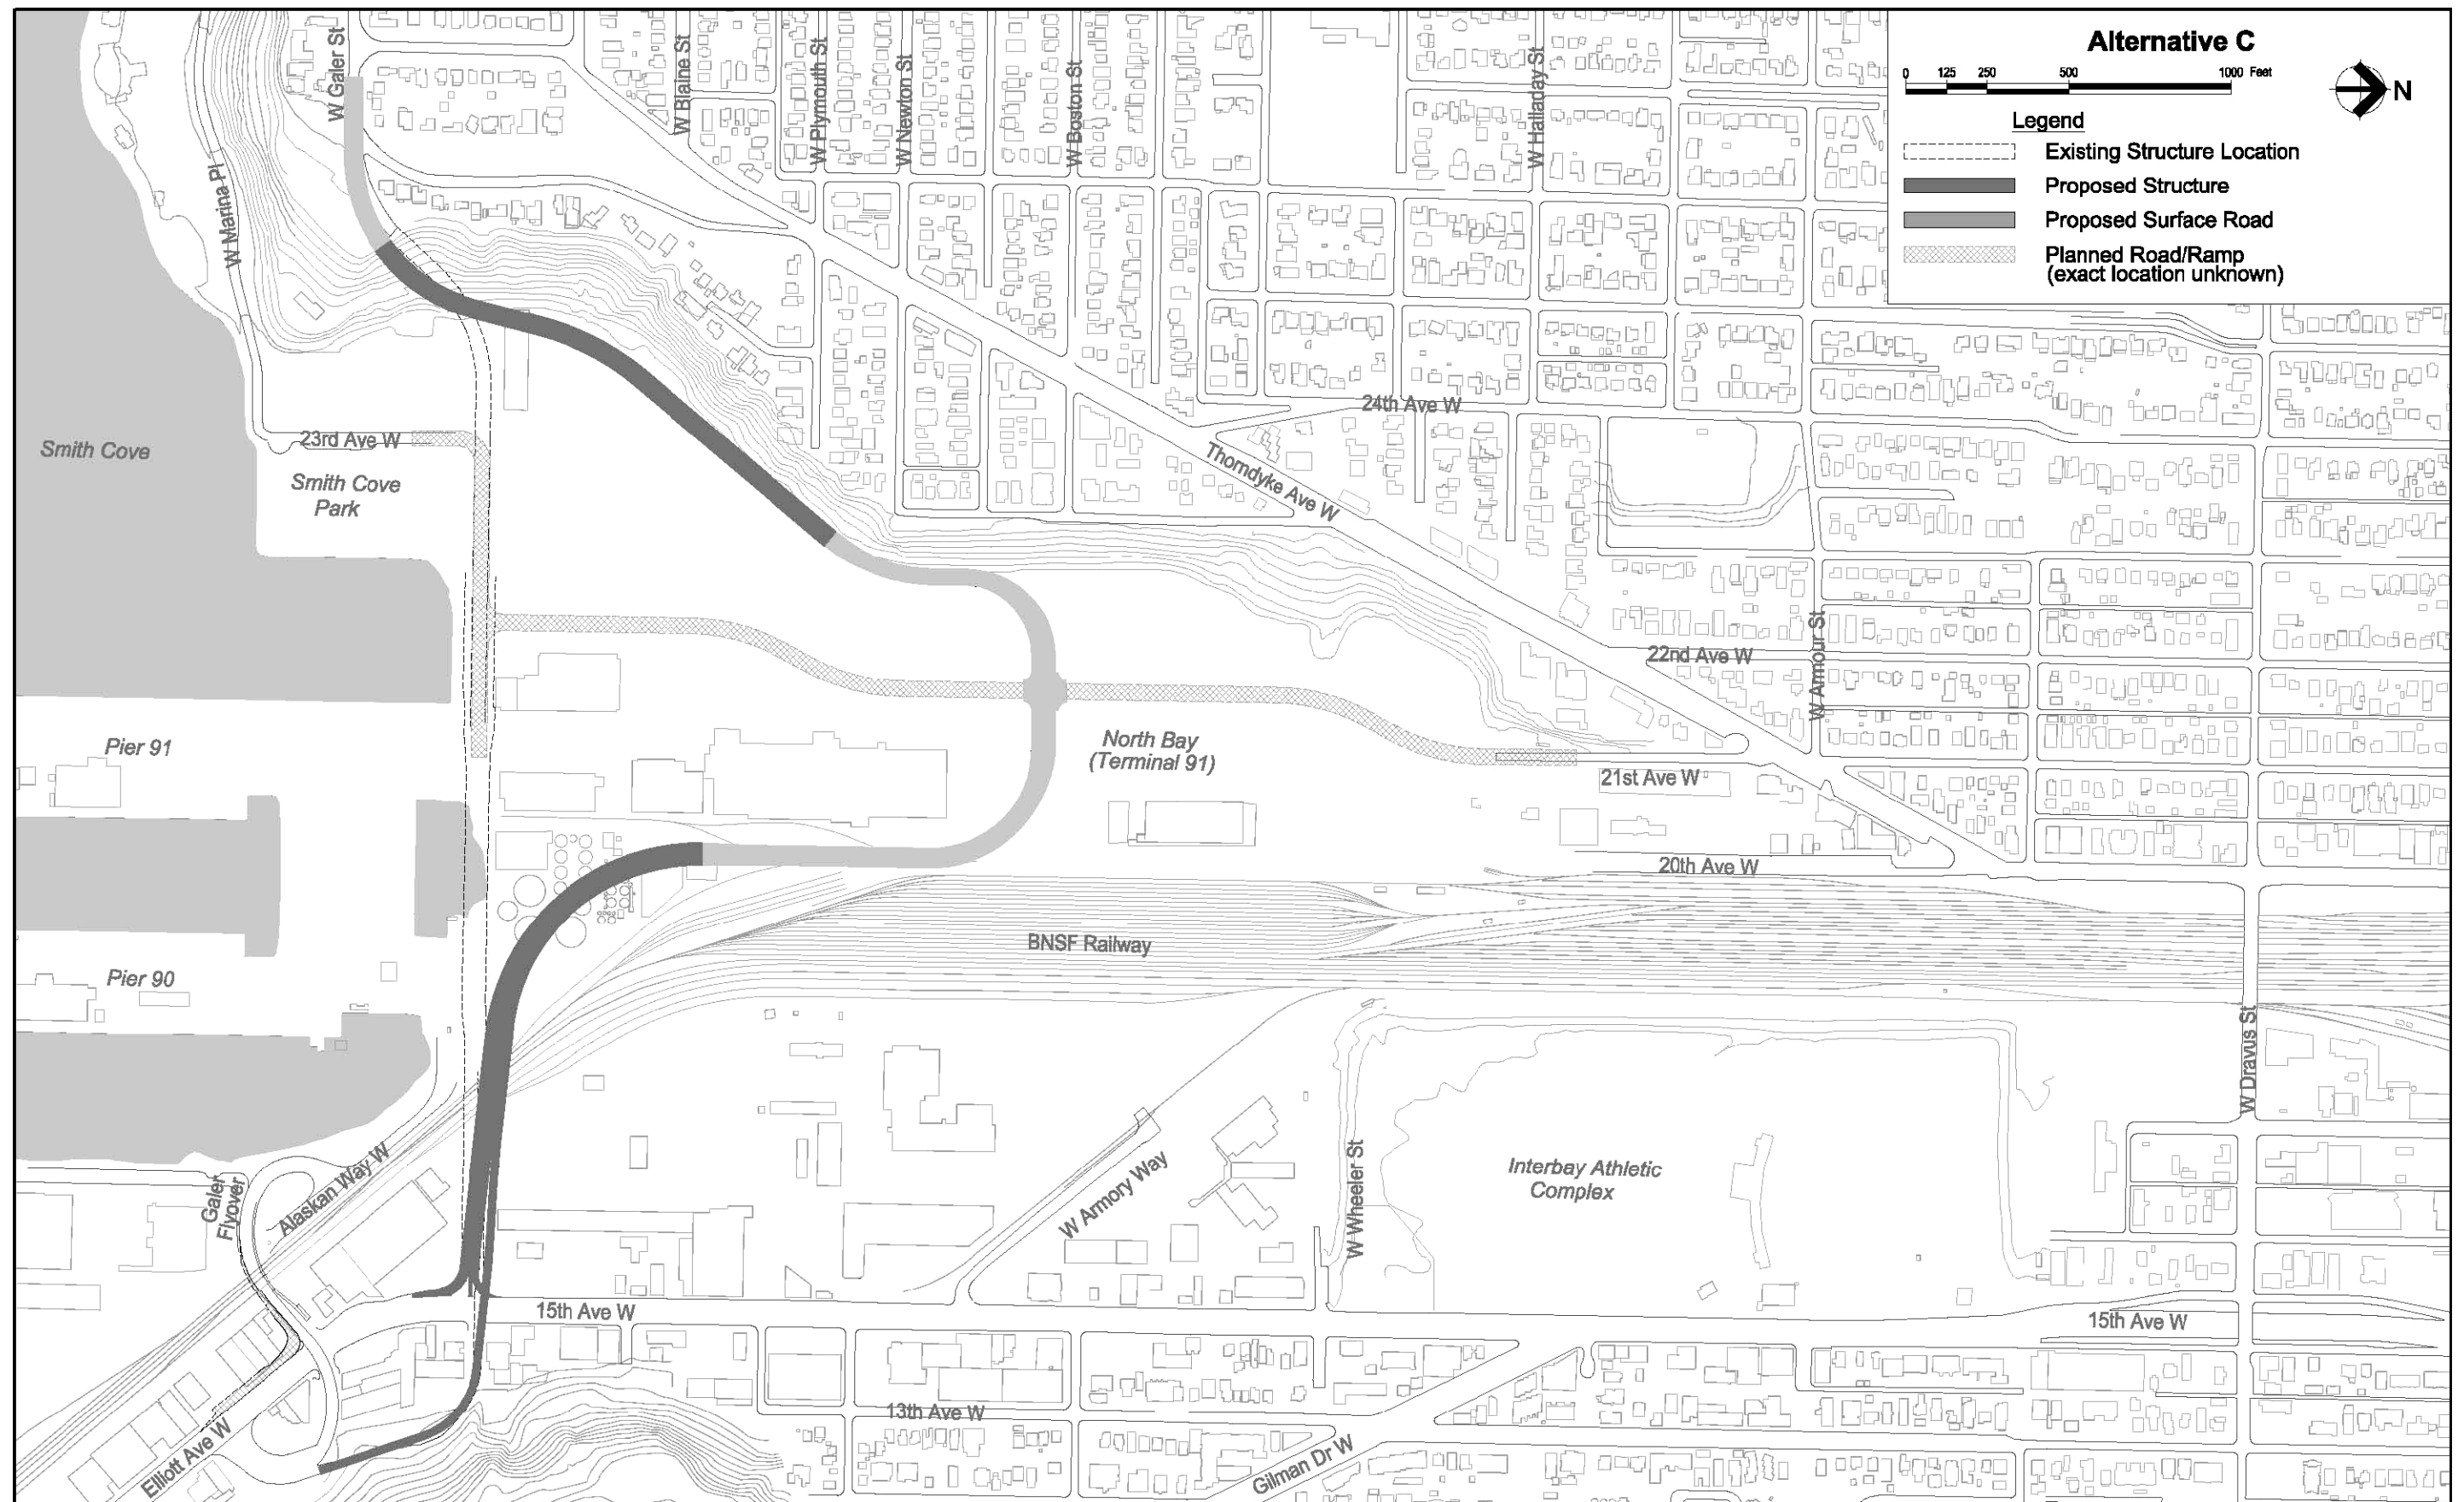 Alternative C
0 125 250 500 1000 Feet
N
Legend
Existing Structure Location
Proposed Structure
Proposed Surface Road
Planned Road/Ramp
(exact location unknown)
W Galer St
W Blaine St
W Plymouth St
W Newton St
W Boston St
W Halladay St
W Marina Pl
24th Ave W
Thorndyke Ave W
23rd Ave W
Smith Cove
Smith Cove
Park
22nd Ave W
W Armour St
Pier 91
North Bay
(Terminal 91)
21st Ave W
20th Ave W
BNSF Railway
Pier 90
W Dravus St
Galer
Flyover
Alaskan Way W
W Armory Way
W Wheeler St
Interbay Athletic
Complex
15th Ave W
15th Ave W
13th Ave W
Elliott Ave W
Gilman Dr W